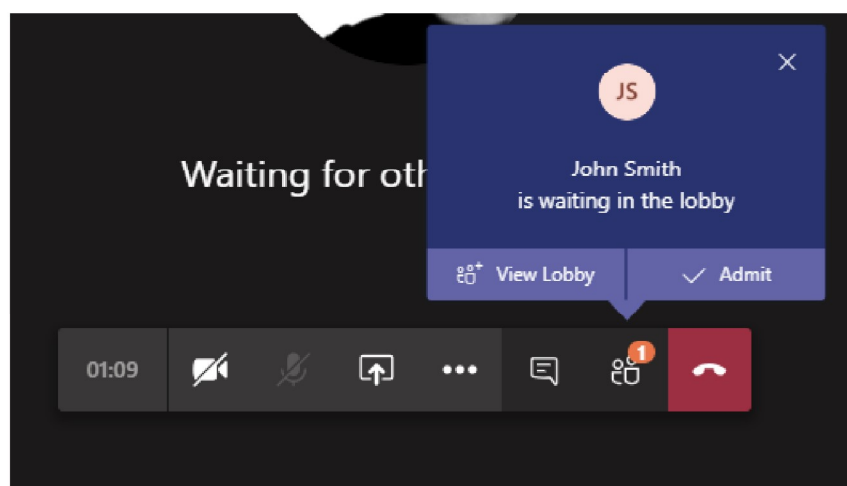 JS
Waiting for oth
John Smith
is waiting in the lobby
View Lobby
Admit
01:09
1